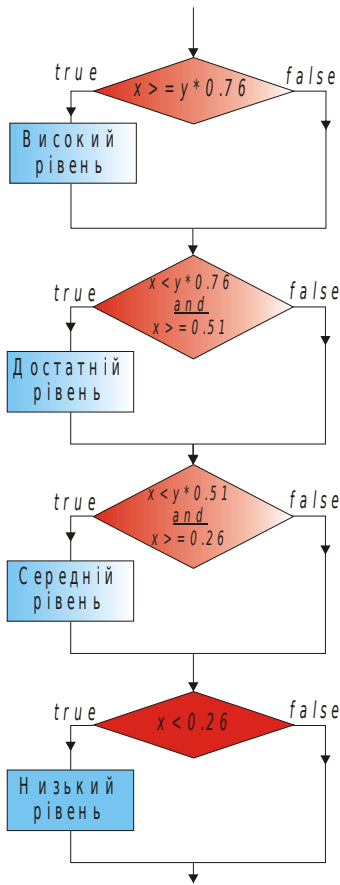 true
false
x>=y*0.76
Високий
рівень
true
false
x<y*0.76
and
x>=0.51
Достатній
рівень
true
false
x<y*0.51
and
x>=0.26
Середній
рівень
true
false
x<0.26
Низький
рівень